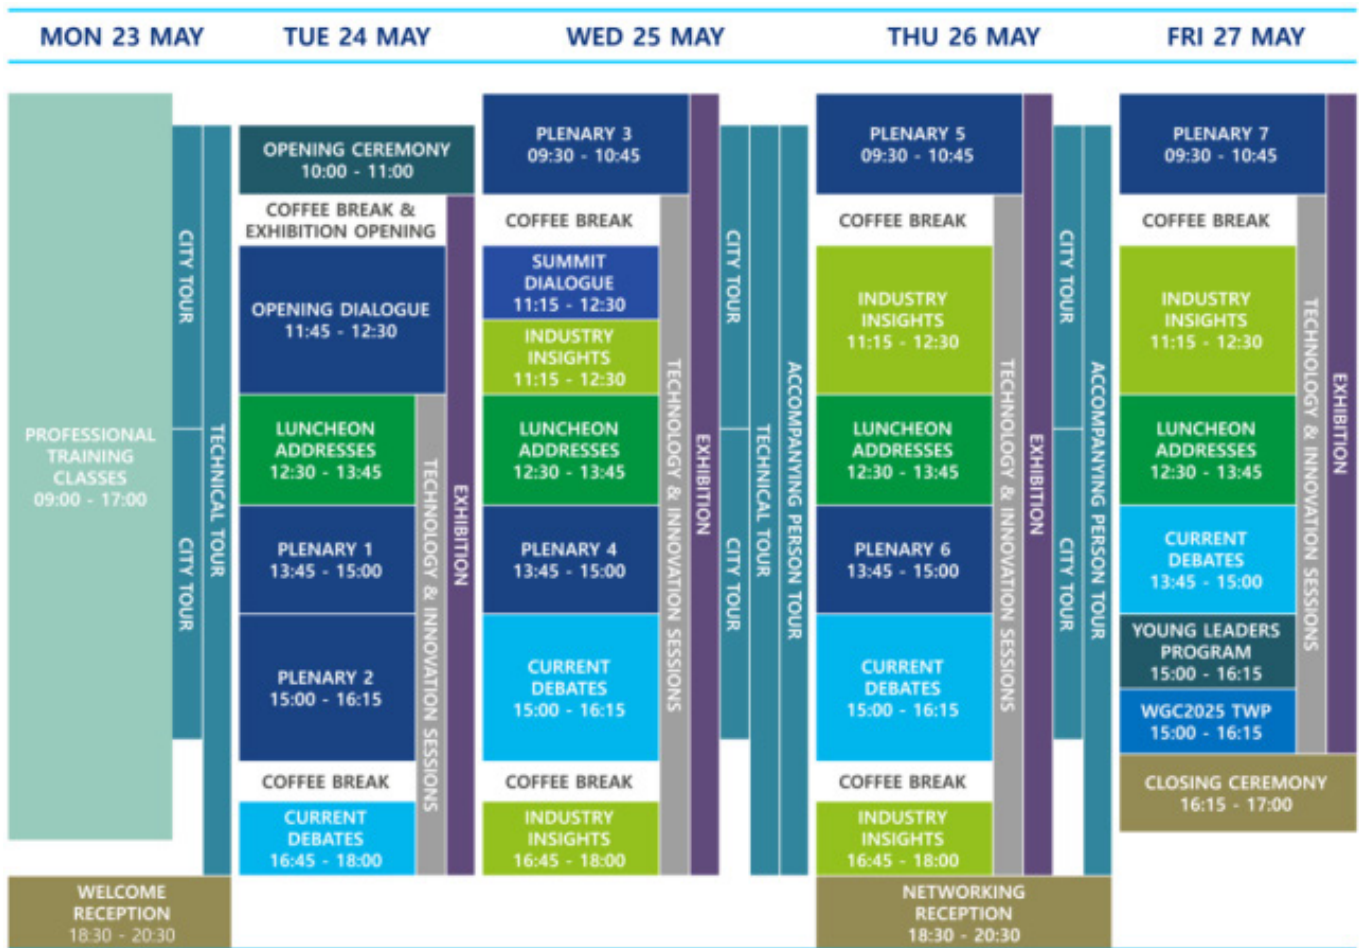 MON 23 MAY
TUE 24 MAY
WED 25 MAY
THU 26 MAY
FRI 27 MAY
PROFESSIONAL
TRAINING
CLASSES
09:00 - 17:00
CITY TOUR
CITY TOUR
TECHNICAL TOUR
WELCOME
RECEPTION
18:30 - 20:30
OPENING CEREMONY
10:00 - 11:00
COFFEE BREAK &
EXHIBITION OPENING
OPENING DIALOGUE
11:45 - 12:30
LUNCHEON
ADDRESSES
12:30 - 13:45
PLENARY 1
13:45 - 15:00
PLENARY 2
15:00 - 16:15
COFFEE BREAK
CURRENT
DEBATES
16:45 - 18:00
TECHNOLOGY & INNOVATION SESSIONS
EXHIBITION
PLENARY 3
09:30 - 10:45
COFFEE BREAK
SUMMIT
DIALOGUE
11:15 - 12:30
INDUSTRY
INSIGHTS
11:15 - 12:30
LUNCHEON
ADDRESSES
12:30 - 13:45
PLENARY 4
13:45 - 15:00
CURRENT
DEBATES
15:00 - 16:15
COFFEE BREAK
INDUSTRY
INSIGHTS
16:45 - 18:00
TECHNOLOGY & INNOVATION SESSIONS
EXHIBITION
CITY TOUR
CITY TOUR
TECHNICAL TOUR
ACCOMPANYING PERSON TOUR
PLENARY 5
09:30 - 10:45
COFFEE BREAK
INDUSTRY
INSIGHTS
11:15 - 12:30
LUNCHEON
ADDRESSES
12:30 - 13:45
PLENARY 6
13:45 - 15:00
CURRENT
DEBATES
15:00 - 16:15
COFFEE BREAK
INDUSTRY
INSIGHTS
16:45 - 18:00
TECHNOLOGY & INNOVATION SESSIONS
EXHIBITION
CITY TOUR
CITY TOUR
ACCOMPANYING PERSON TOUR
NETWORKING
RECEPTION
18:30 - 20:30
PLENARY 7
09:30 - 10:45
COFFEE BREAK
INDUSTRY
INSIGHTS
11:15 - 12:30
LUNCHEON
ADDRESSES
12:30 - 13:45
CURRENT
DEBATES
13:45 - 15:00
YOUNG LEADERS
PROGRAM
15:00 - 16:15
WGC2025 TWP
15:00 - 16:15
TECHNOLOGY & INNOVATION SESSIONS
EXHIBITION
CLOSING CEREMONY
16:15 - 17:00